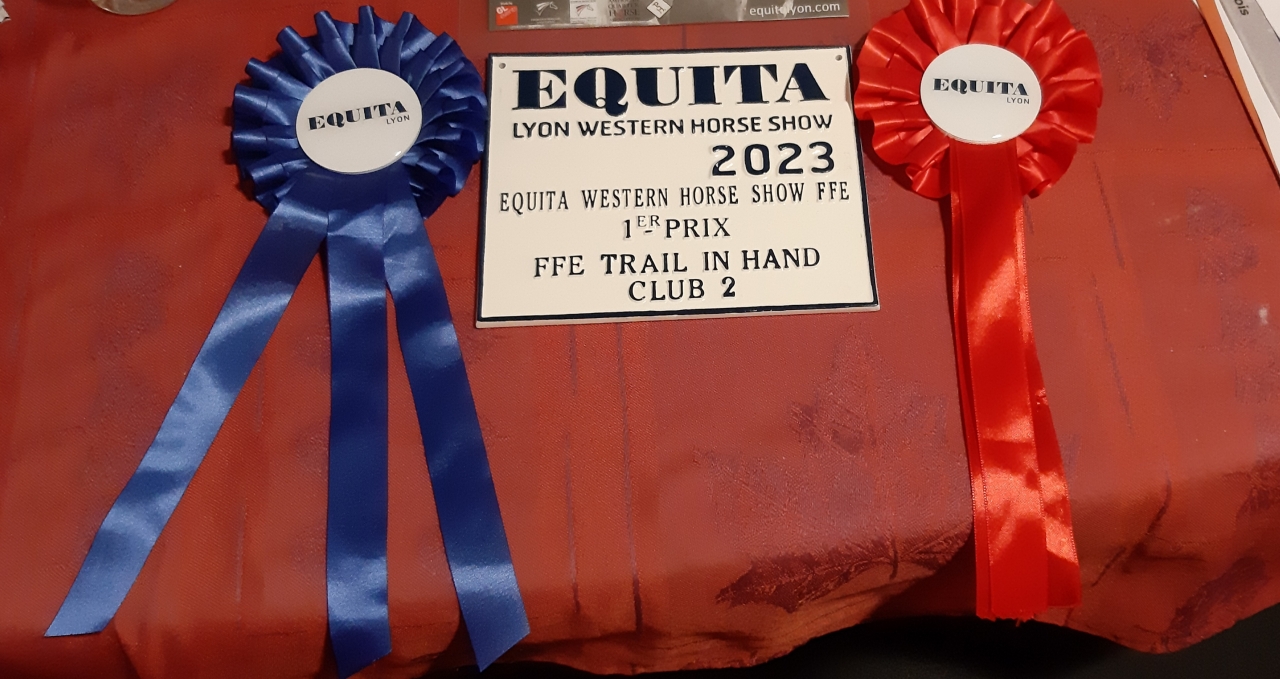 equitalyon.com
EQUITA
LYON
EQUITA
LYON WESTERN HORSE SHOW
2023
EQUITA WESTERN HORSE SHOW FFE
1ER PRIX
FFE TRAIL IN HAND
CLUB 2
EQUITA
LYON
ois